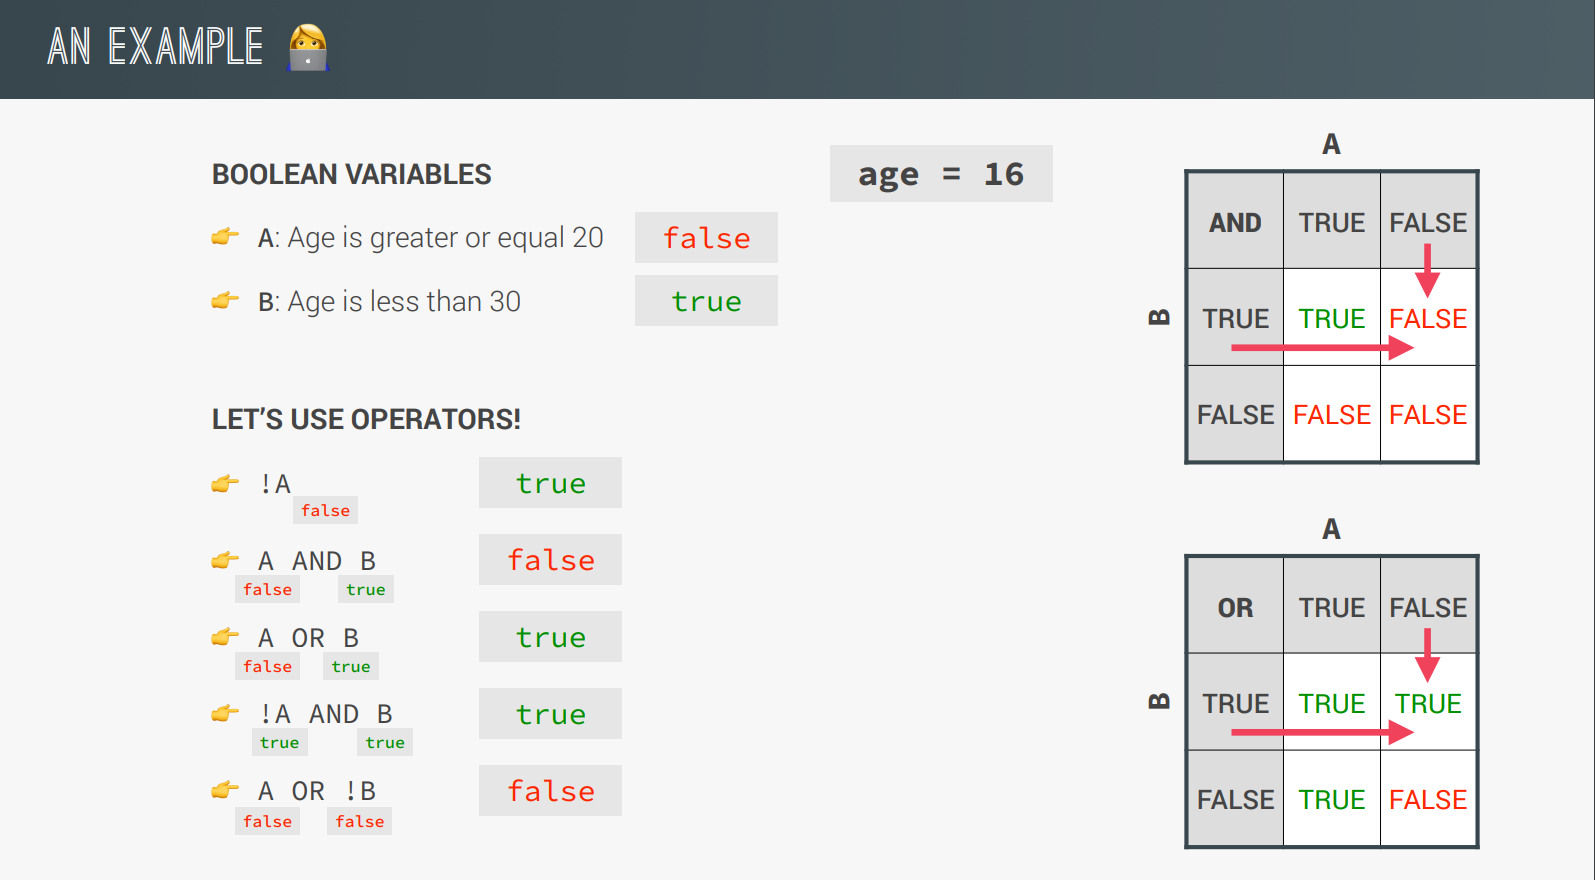 AN EXAMPLE
BOOLEAN VARIABLES
A: Age is greater or equal 20
false
B: Age is less than 30
true
age = 16
LET’S USE OPERATORS!
!A
false
true
A AND B
false true
false
A OR B
false true
true
!A AND B
true true
true
A OR !B
false false
false
A
AND TRUE FALSE
B
TRUE TRUE FALSE
FALSE FALSE FALSE
A
OR TRUE FALSE
B
TRUE TRUE TRUE
FALSE TRUE FALSE